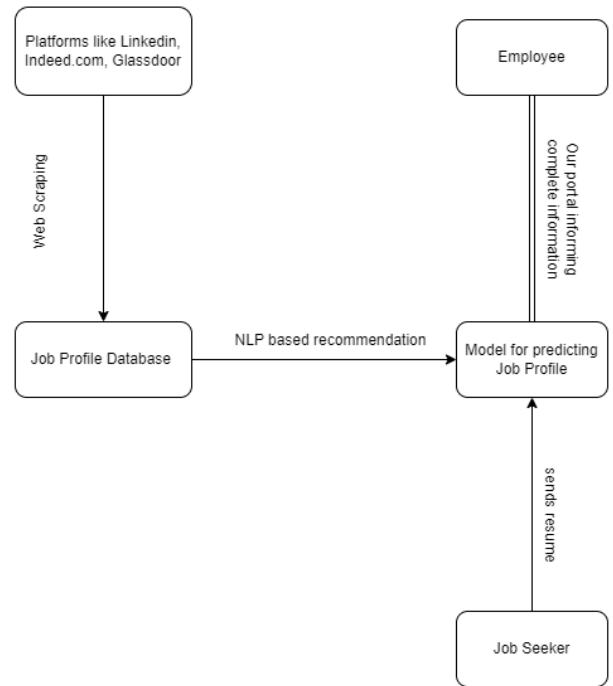 Platforms like Linkedin,
Indeed.com, Glassdoor
Employee
Web Scraping
Our portal informing
complete information
Job Profile Database
NLP based recommendation
Model for predicting
Job Profile
sends resume
Job Seeker